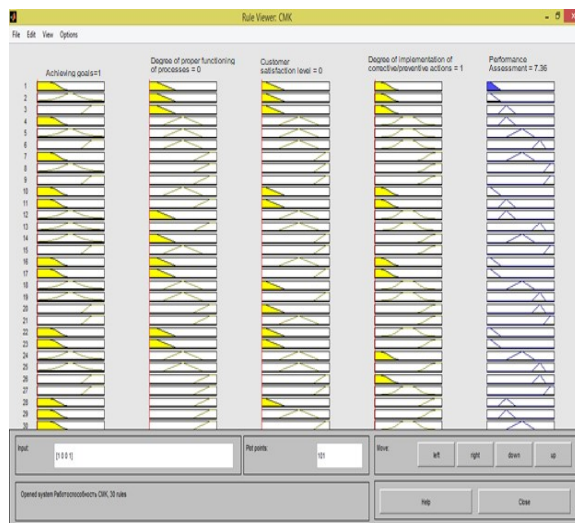 Rule Viewer: СМК
File Edit View Options
Achieving goals=1
Degree of proper functioning
of processes = 0
Customer
satisfaction level = 0
Degree of implementation of
corrective/preventive actions = 1
Performance
Assessment = 7.36
1
2
3
4
5
6
7
8
9
10
11
12
13
14
15
16
17
18
19
20
21
22
23
24
25
26
27
28
29
30
Input:
[1 0 0 1]
Plot points:
101
Move:
left
right
down
up
Opened system Работоспособность СМК, 30 rules
Help
Close